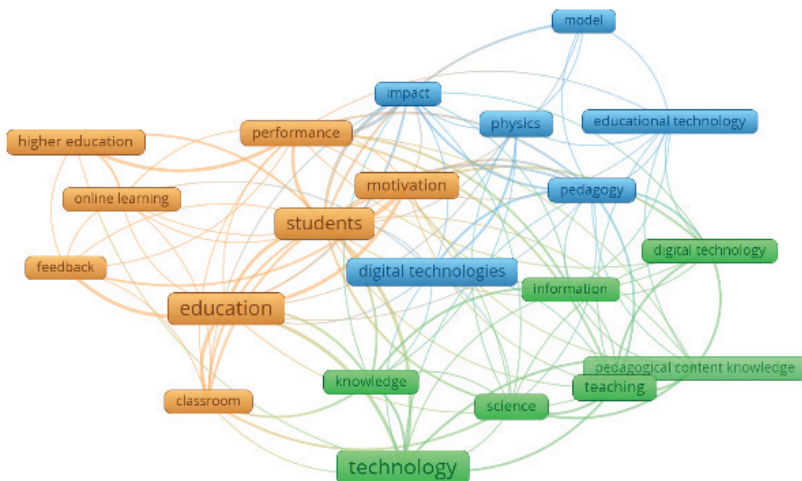 model
impact
physics
educational technology
performance
higher education
motivation
pedagogy
online learning
students
digital technology
feedback
digital technologies
information
education
pedagogical content knowledge
knowledge
teaching
classroom
science
technology